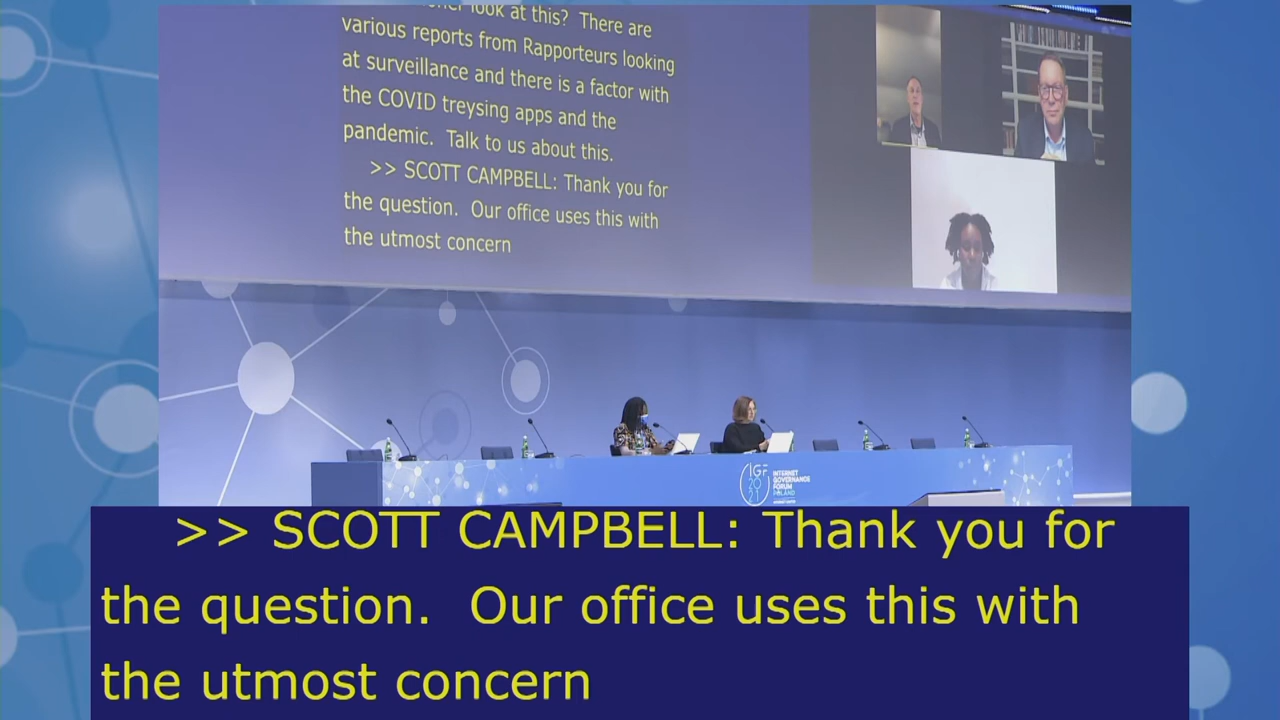 look at this?  There are
various reports from Rapporteurs looking
at surveillance and there is a factor with
the COVID treysing apps and the
pandemic.  Talk to us about this.
>> SCOTT CAMPBELL: Thank you for
the question.  Our office uses this with
the utmost concern
IGF
2021
INTERNET
GOVERNANCE
FORUM
POLAND
>> SCOTT CAMPBELL: Thank you for
the question.  Our office uses this with
the utmost concern